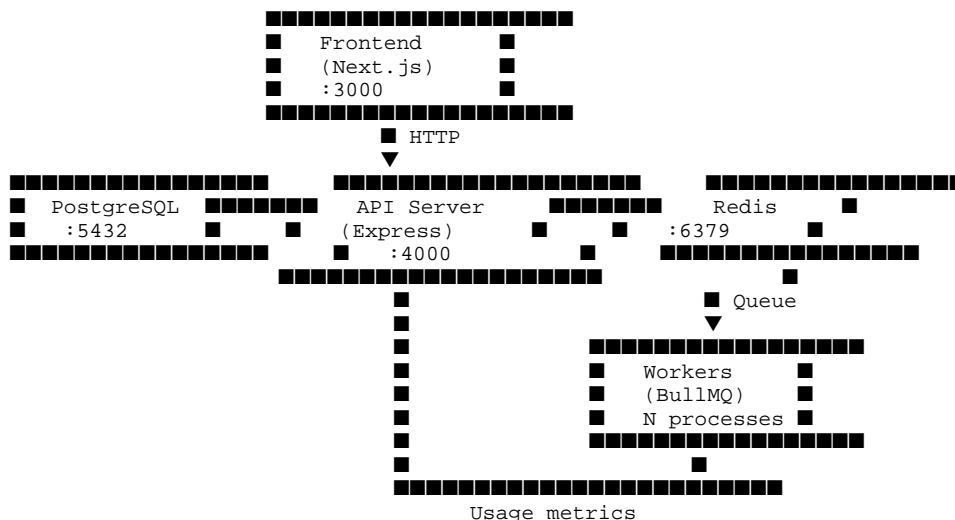 Frontend
(Next.js)
:3000
HTTP
PostgreSQL API Server Redis
:5432 (Express) :6379
:4000
Queue
Workers
(BullMQ)
N processes
Usage metrics